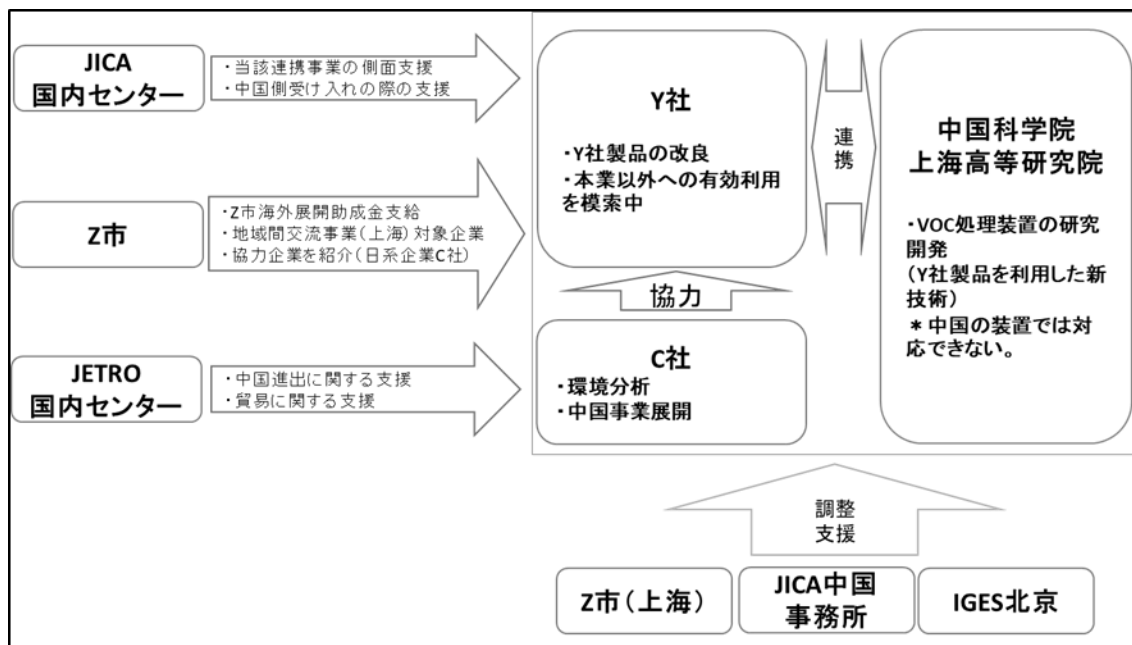 JICA
国内センター
・当該連携事業の側面支援
・中国側受け入れの際の支援
Z市
・Z市海外展開助成金支給
・地域間交流事業(上海)対象企業
・協力企業を紹介(日系企業C社)
JETRO
国内センター
・中国進出に関する支援
・貿易に関する支援
Y社
・Y社製品の改良
・本業以外への有効利用
を模索中
協力
C社
・環境分析
・中国事業展開
連
携
中国科学院
上海高等研究院
・VOC処理装置の研究
開発
(Y社製品を利用した新
技術)
＊中国の装置では対
応できない。
調整
支援
Z市(上海)
JICA中国
事務所
IGES北京